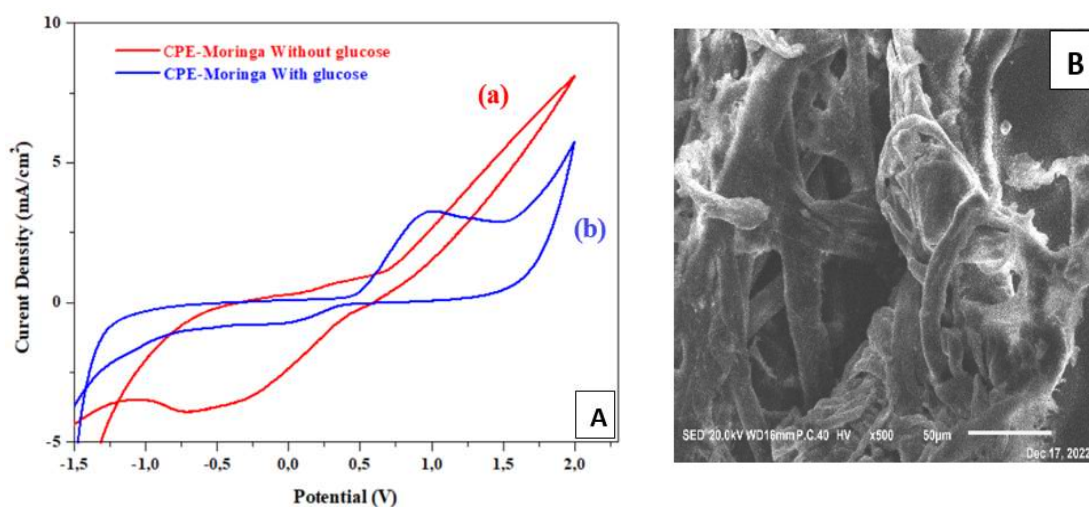 10
CPE-Moringa Without glucose
CPE-Moringa With glucose
(a)
B
5
(b)
0
Curent Density (mA/cm²)
A
-5
-1,5 -1,0 -0,5 0,0 0,5 1,0 1,5 2,0
Potential (V)
SED 20.0kV WD16mm P.C.40 HV x500 50µm
Dec 17, 2022